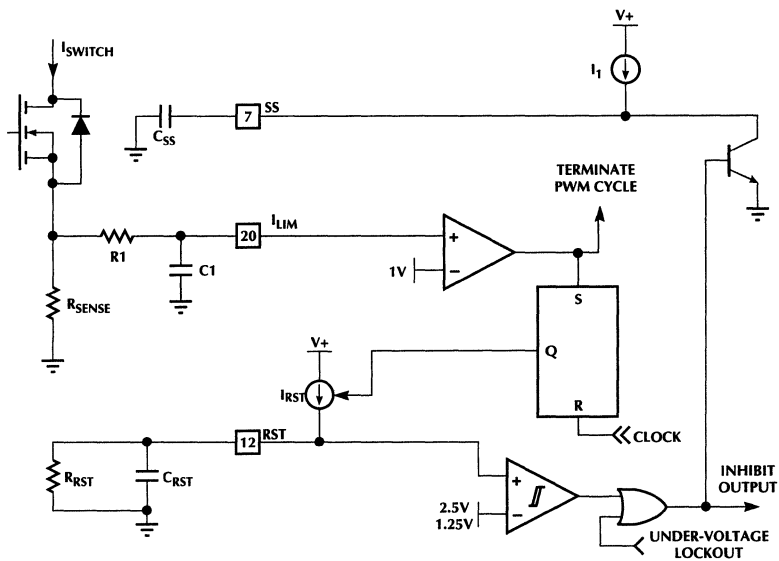 V+
I SWITCH
I1
7
SS
CSS
TERMINATE
PWM CYCLE
20
ILIM
+
R1
C1
1V
−
S
RSENSE
V+
Q
IRST
R
12
RST
CLOCK
RRST
CRST
+
2.5V
1.25V
−
INHIBIT
OUTPUT
UNDER-VOLTAGE
LOCKOUT